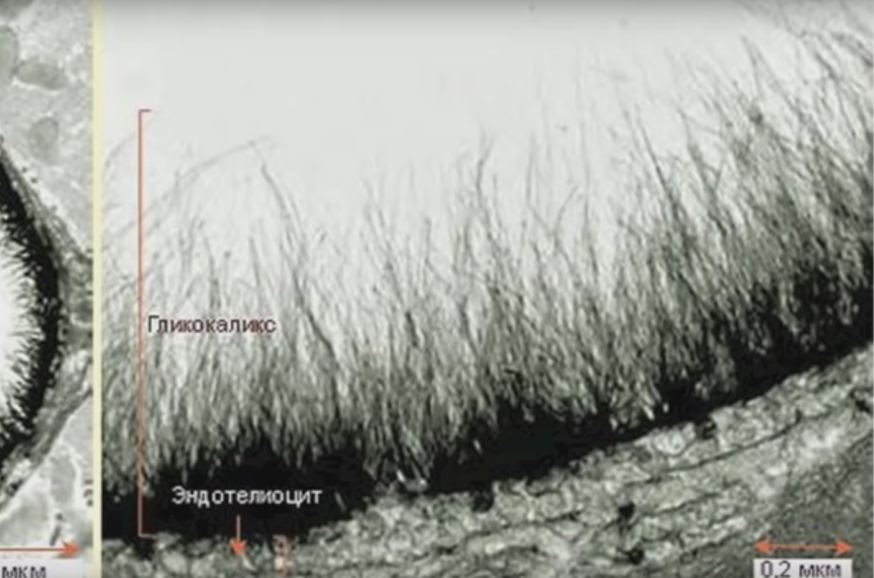 Гликокаликс
Эндотелиоцит
мкм
0,2 мкм